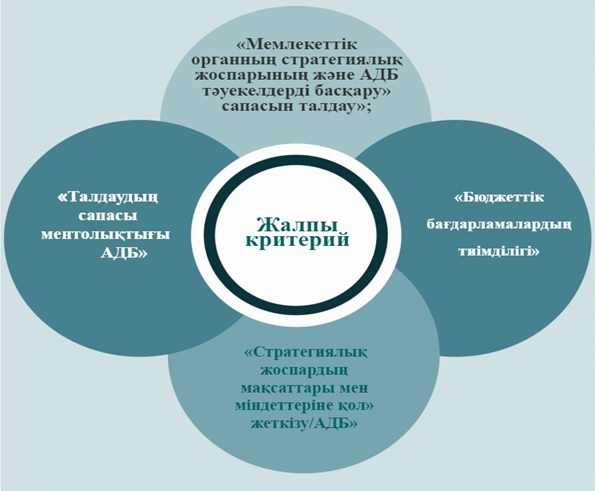 «Мемлекеттік
органның стратегиялық
жоспарының және АДБ
тәуекелдерді басқару»
сапасын талдау»;
«Талдаудың
сапасы
ментолықтығы
АДБ»
Жалпы
критерий
«Бюджеттік
бағдарламалардың
тиімділігі»
«Стратегиялық
жоспардың
мақсаттары мен
міндеттеріне қол»
жеткізу/АДБ»